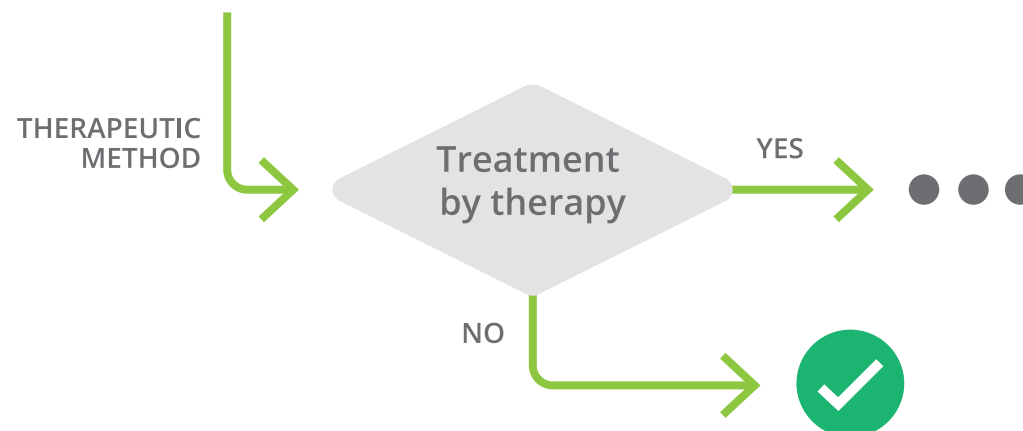 THERAPEUTIC
METHOD
Treatment
by therapy
YES
NO